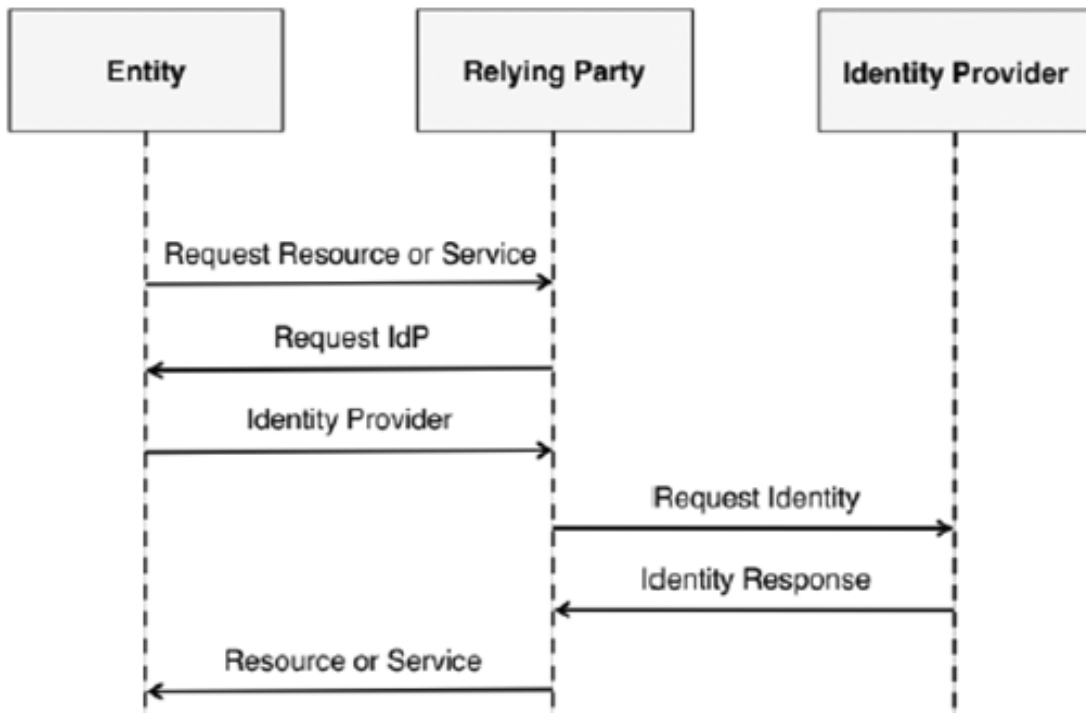 Entity
Relying Party
Identity Provider
Request Resource or Service
Request IdP
Identity Provider
Request Identity
Identity Response
Resource or Service